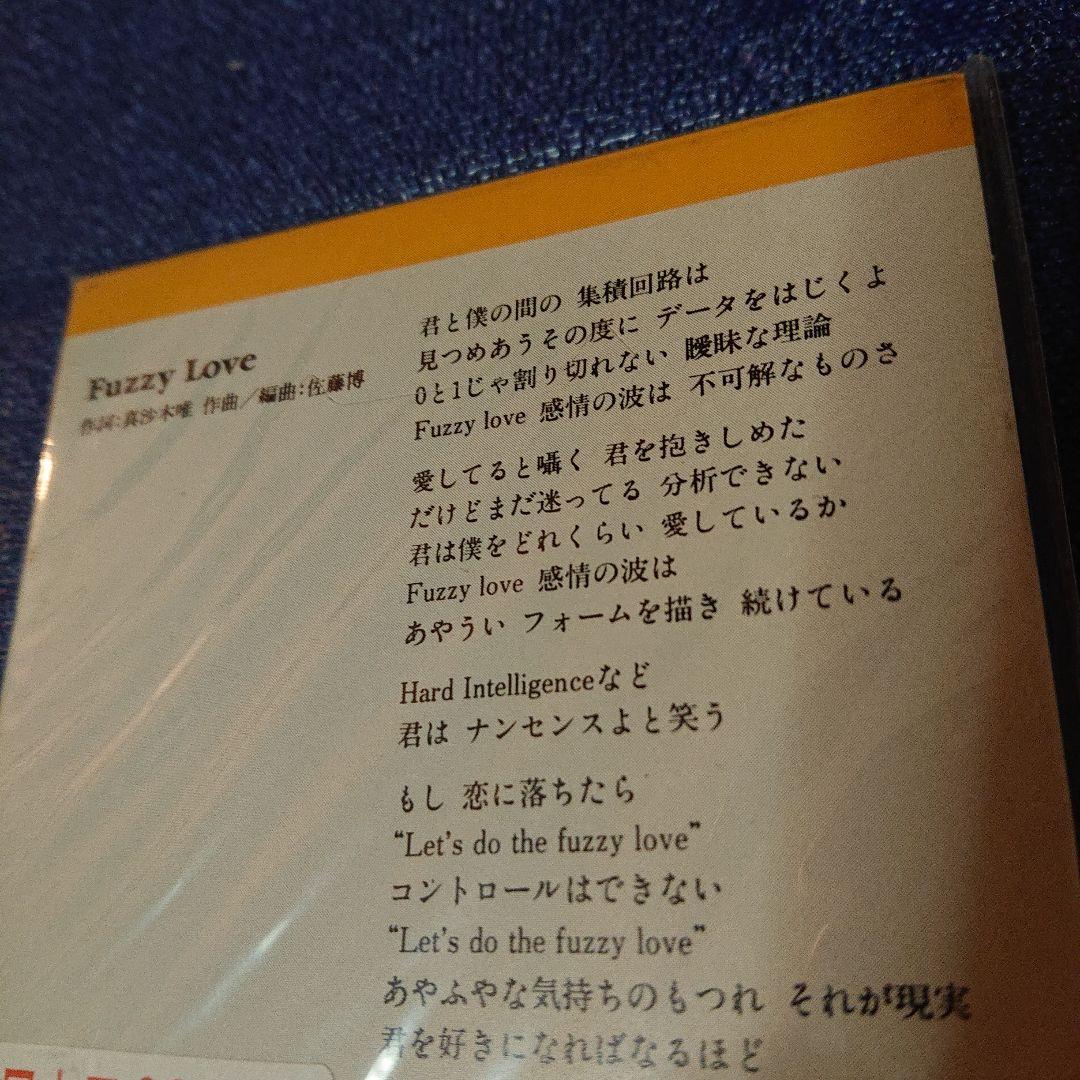 Fuzzy Love
作詞:真沙木唯 作曲／編曲:佐藤博
君と僕の間の 集積回路は
見つめあうその度に データをはじくよ
0と1じゃ割り切れない 曖昧な理論
Fuzzy love 感情の波は 不可解なものさ
愛してると囁く 君を抱きしめた
だけどまだ迷ってる 分析できない
君は僕をどれくらい 愛しているか
Fuzzy love 感情の波は
あやうい フォームを描き 続けている
Hard Intelligenceなど
君は ナンセンスよと笑う
もし 恋に落ちたら
“Let's do the fuzzy love”
コントロールはできない
“Let's do the fuzzy love”
あやふやな気持ちのもつれ それが現実
君を好きになればなるほど